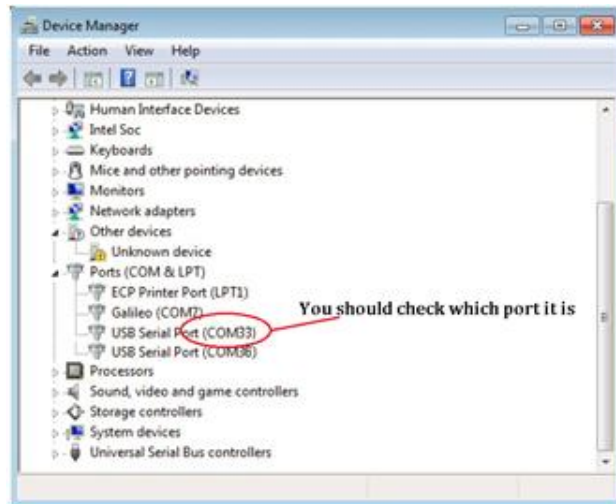 Device Manager
File Action View Help
Human Interface Devices
Intel Soc
Keyboards
Mice and other pointing devices
Monitors
Network adapters
Other devices
Unknown device
Ports (COM & LPT)
ECP Printer Port (LPT1)
Galileo (COM7)
You should check which port it is
USB Serial Port (COM33)
USB Serial Port (COM36)
Processors
Sound, video and game controllers
Storage controllers
System devices
Universal Serial Bus controllers